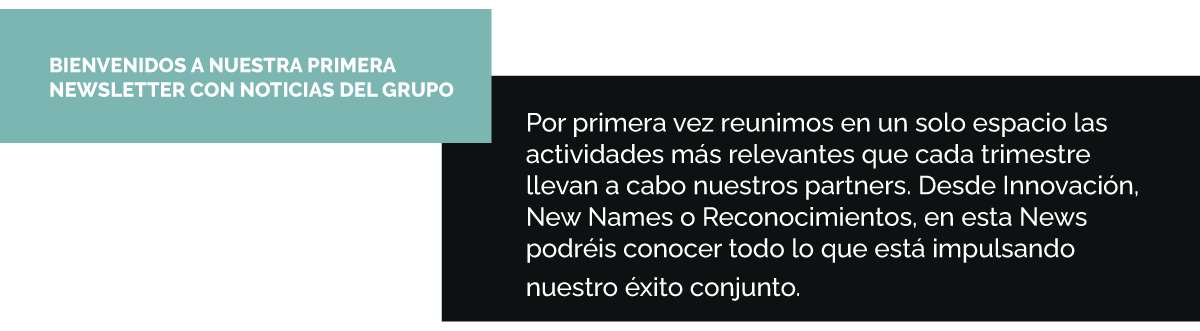 BIENVENIDOS A NUESTRA PRIMERA
NEWSLETTER CON NOTICIAS DEL GRUPO
Por primera vez reunimos en un solo espacio las
actividades más relevantes que cada trimestre
llevan a cabo nuestros partners. Desde Innovación,
New Names o Reconocimientos, en esta News
podréis conocer todo lo que está impulsando
nuestro éxito conjunto.